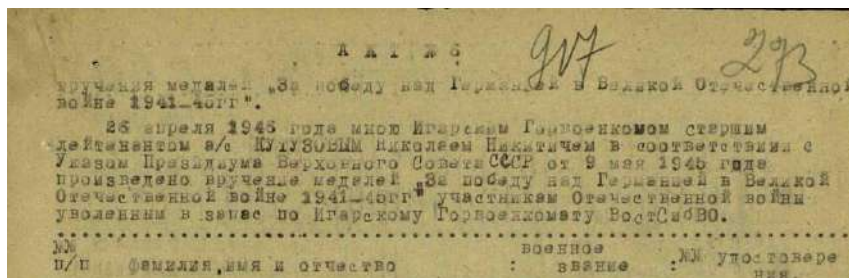 А К Т № 6 907 273
вручения медалей „За победу над Германией в Великой Отечественной
войне 1941-45гг".
26 апреля 1946 года мною Игарским Горвоенкомом старшим
лейтенантом а/с КУТУЗОВЫМ Николаем Никитичем в соответствии с
Указом Президиума Верховного Совета СССР от 9 мая 1945 года
произведено вручение медалей „За победу над Германией в Великой
Отечественной войне 1941-45гг" участникам Отечественной войны
уволенным в запас по Игарскому Горвоенкомату ВостСибВО.
№№ военное
п/п фамилия, имя и отчество : звание : №№ удостовере
ния.